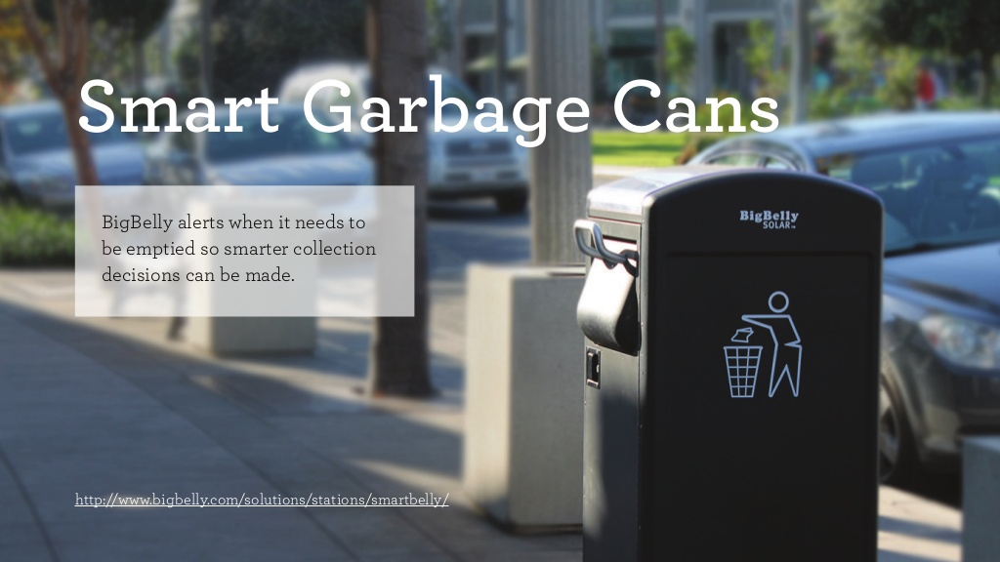 Smart Garbage Cans
BigBelly alerts when it needs to
be emptied so smarter collection
decisions can be made.
BigBelly
SOLAR™
http://www.bigbelly.com/solutions/stations/smartbelly/